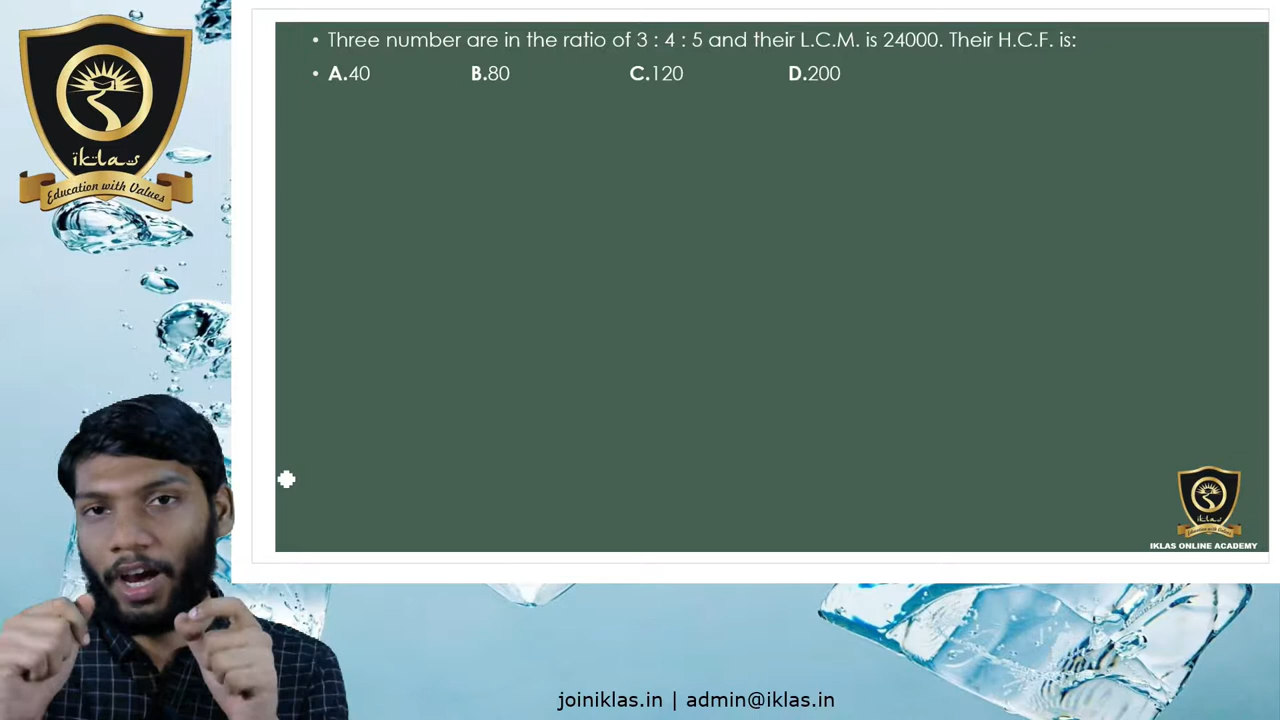 • Three number are in the ratio of 3 : 4 : 5 and their L.C.M. is 24000. Their H.C.F. is:
• A.40 B.80 C.120 D.200
iklas
Education with Values
iklas
IKLAS ONLINE ACADEMY
joiniklas.in | admin@iklas.in